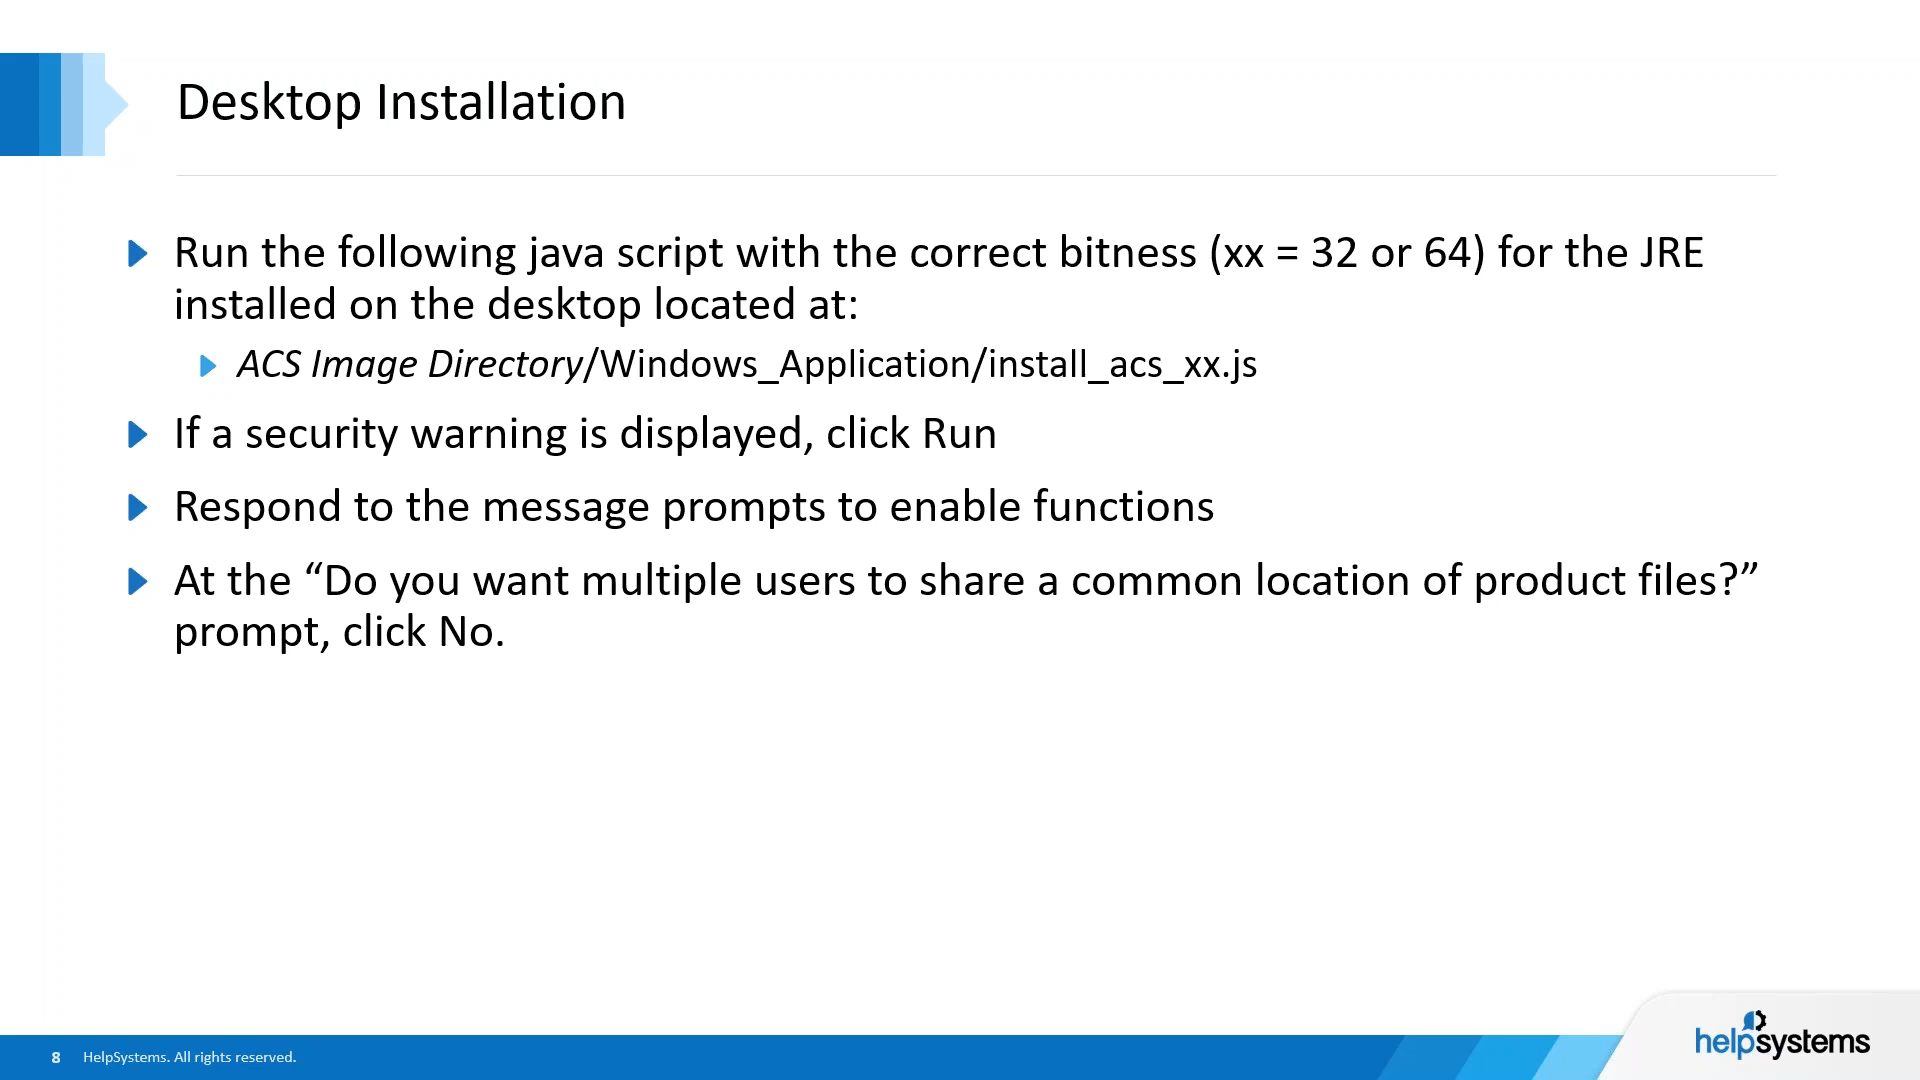 Desktop Installation
Run the following java script with the correct bitness (xx = 32 or 64) for the JRE
installed on the desktop located at:
ACS Image Directory/Windows_Application/install_acs_xx.js
If a security warning is displayed, click Run
Respond to the message prompts to enable functions
At the “Do you want multiple users to share a common location of product files?”
prompt, click No.
8 HelpSystems. All rights reserved.
helpsystems